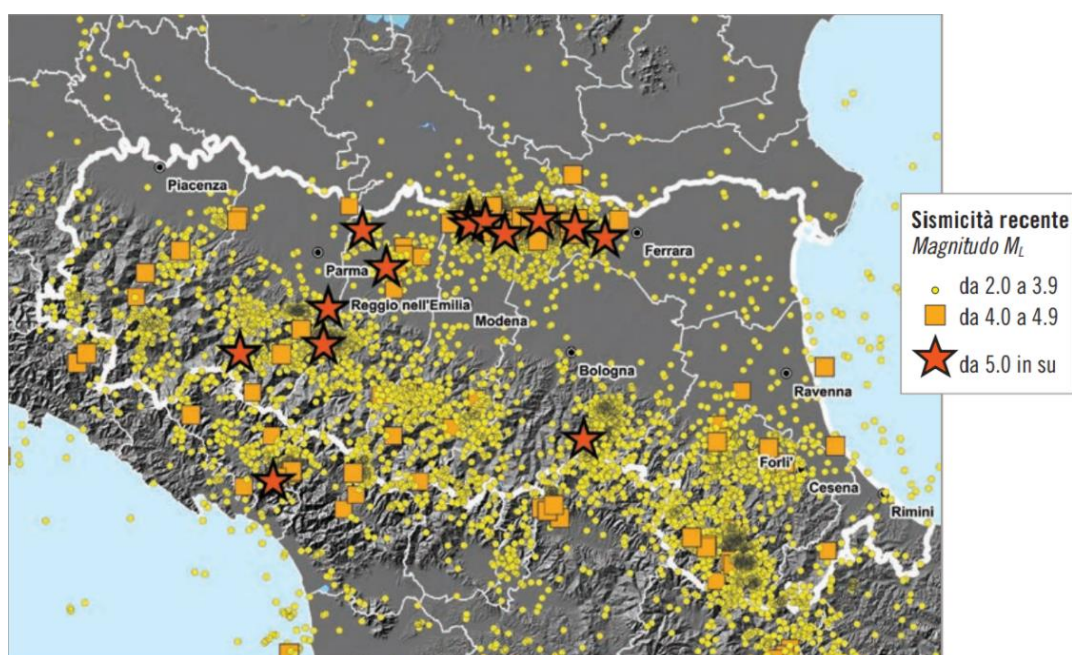 Piacenza
Parma
Reggio nell'Emilia
Modena
Ferrara
Bologna
Ravenna
Forli'
Cesena
Rimini
Sismicità recente
Magnitudo ML
da 2.0 a 3.9
da 4.0 a 4.9
da 5.0 in su